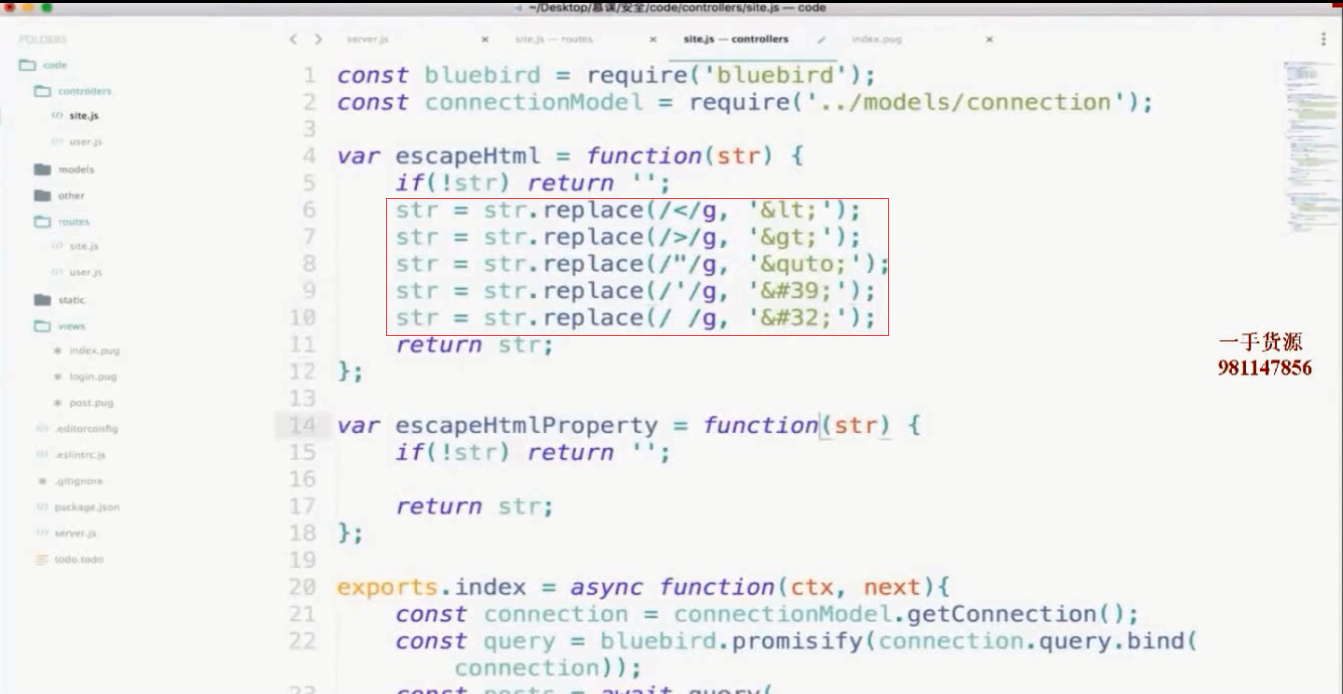 ~/Desktop/慕课/安全/code/controllers/site.js — code
FOLDERS
code
controllers
site.js
user.js
models
other
routes
site.js
user.js
static
views
index.pug
login.pug
post.pug
.editorconfig
.eslintrc.js
.gitignore
package.json
server.js
todo.todo
server.js
site.js — routes
site.js — controllers
index.pug
1 const bluebird = require('bluebird');
2 const connectionModel = require('../models/connection');
3
4 var escapeHtml = function(str) {
5 if(!str) return '';
6 str = str.replace(/</g, '&lt;');
7 str = str.replace(/>/g, '&gt;');
8 str = str.replace(/"/g, '&quto;');
9 str = str.replace(/'/g, '&#39;');
10 str = str.replace(/ /g, '&#32;');
11 return str;
12 };
13
14 var escapeHtmlProperty = function(str) {
15 if(!str) return '';
16
17 return str;
18 };
19
20 exports.index = async function(ctx, next){
21 const connection = connectionModel.getConnection();
22 const query = bluebird.promisify(connection.query.bind(
connection));
23 const posts = await query(
一手货源
981147856